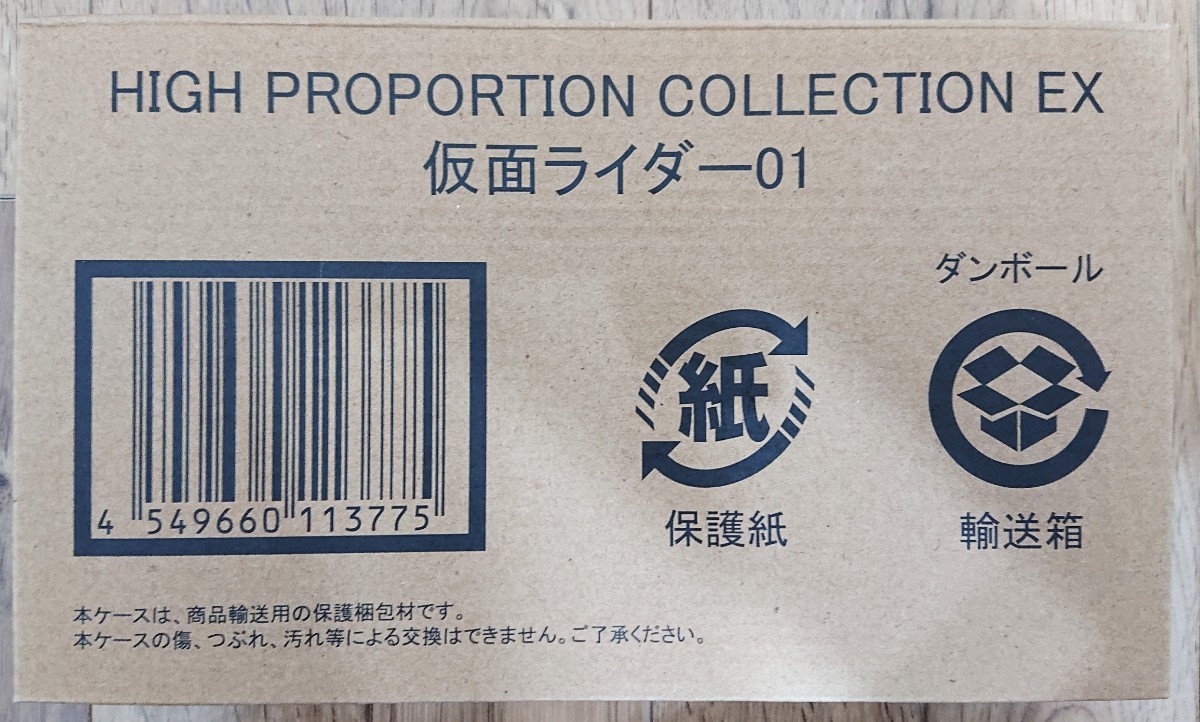 HIGH PROPORTION COLLECTION EX
仮面ライダー01
ダンボール
紙
4 549660 113775
保護紙
輸送箱
本ケースは、商品輸送用の保護梱包材です。
本ケースの傷、つぶれ、汚れ等による交換はできません。ご了承ください。